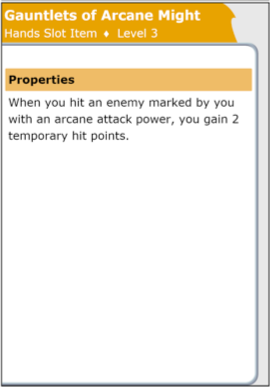 Gauntlets of Arcane Might
Hands Slot Item ♦ Level 3
Properties
When you hit an enemy marked by you
with an arcane attack power, you gain 2
temporary hit points.